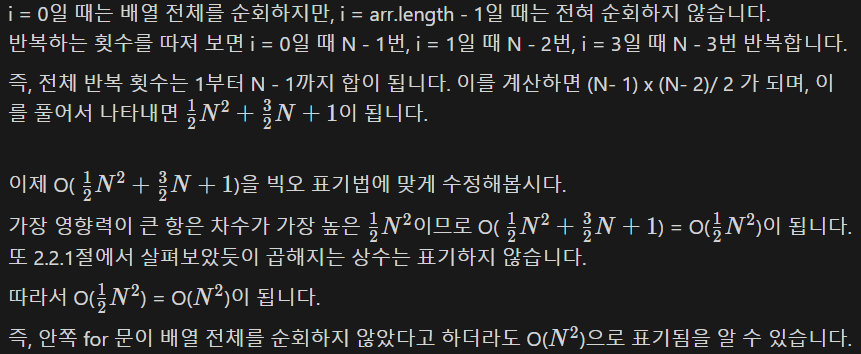 i = 0일 때는 배열 전체를 순회하지만, i = arr.length - 1일 때는 전혀 순회하지 않습니다.
반복하는 횟수를 따져 보면 i = 0일 때 N - 1번, i = 1일 때 N - 2번, i = 3일 때 N - 3번 반복합니다.
즉, 전체 반복 횟수는 1부터 N - 1까지 합이 됩니다. 이를 계산하면 (N- 1) x (N- 2)/ 2 가 되며, 이
를 풀어서 나타내면 $\frac{1}{2}N^2 + \frac{3}{2}N + 1$이 됩니다.
이제 O( $\frac{1}{2}N^2 + \frac{3}{2}N + 1$)을 빅오 표기법에 맞게 수정해봅시다.
가장 영향력이 큰 항은 차수가 가장 높은 $\frac{1}{2}N^2$이므로 O( $\frac{1}{2}N^2 + \frac{3}{2}N + 1$) = O($\frac{1}{2}N^2$)이 됩니다.
또 2.2.1절에서 살펴보았듯이 곱해지는 상수는 표기하지 않습니다.
따라서 O($\frac{1}{2}N^2$) = O($N^2$)이 됩니다.
즉, 안쪽 for 문이 배열 전체를 순회하지 않았다고 하더라도 O($N^2$)으로 표기됨을 알 수 있습니다.